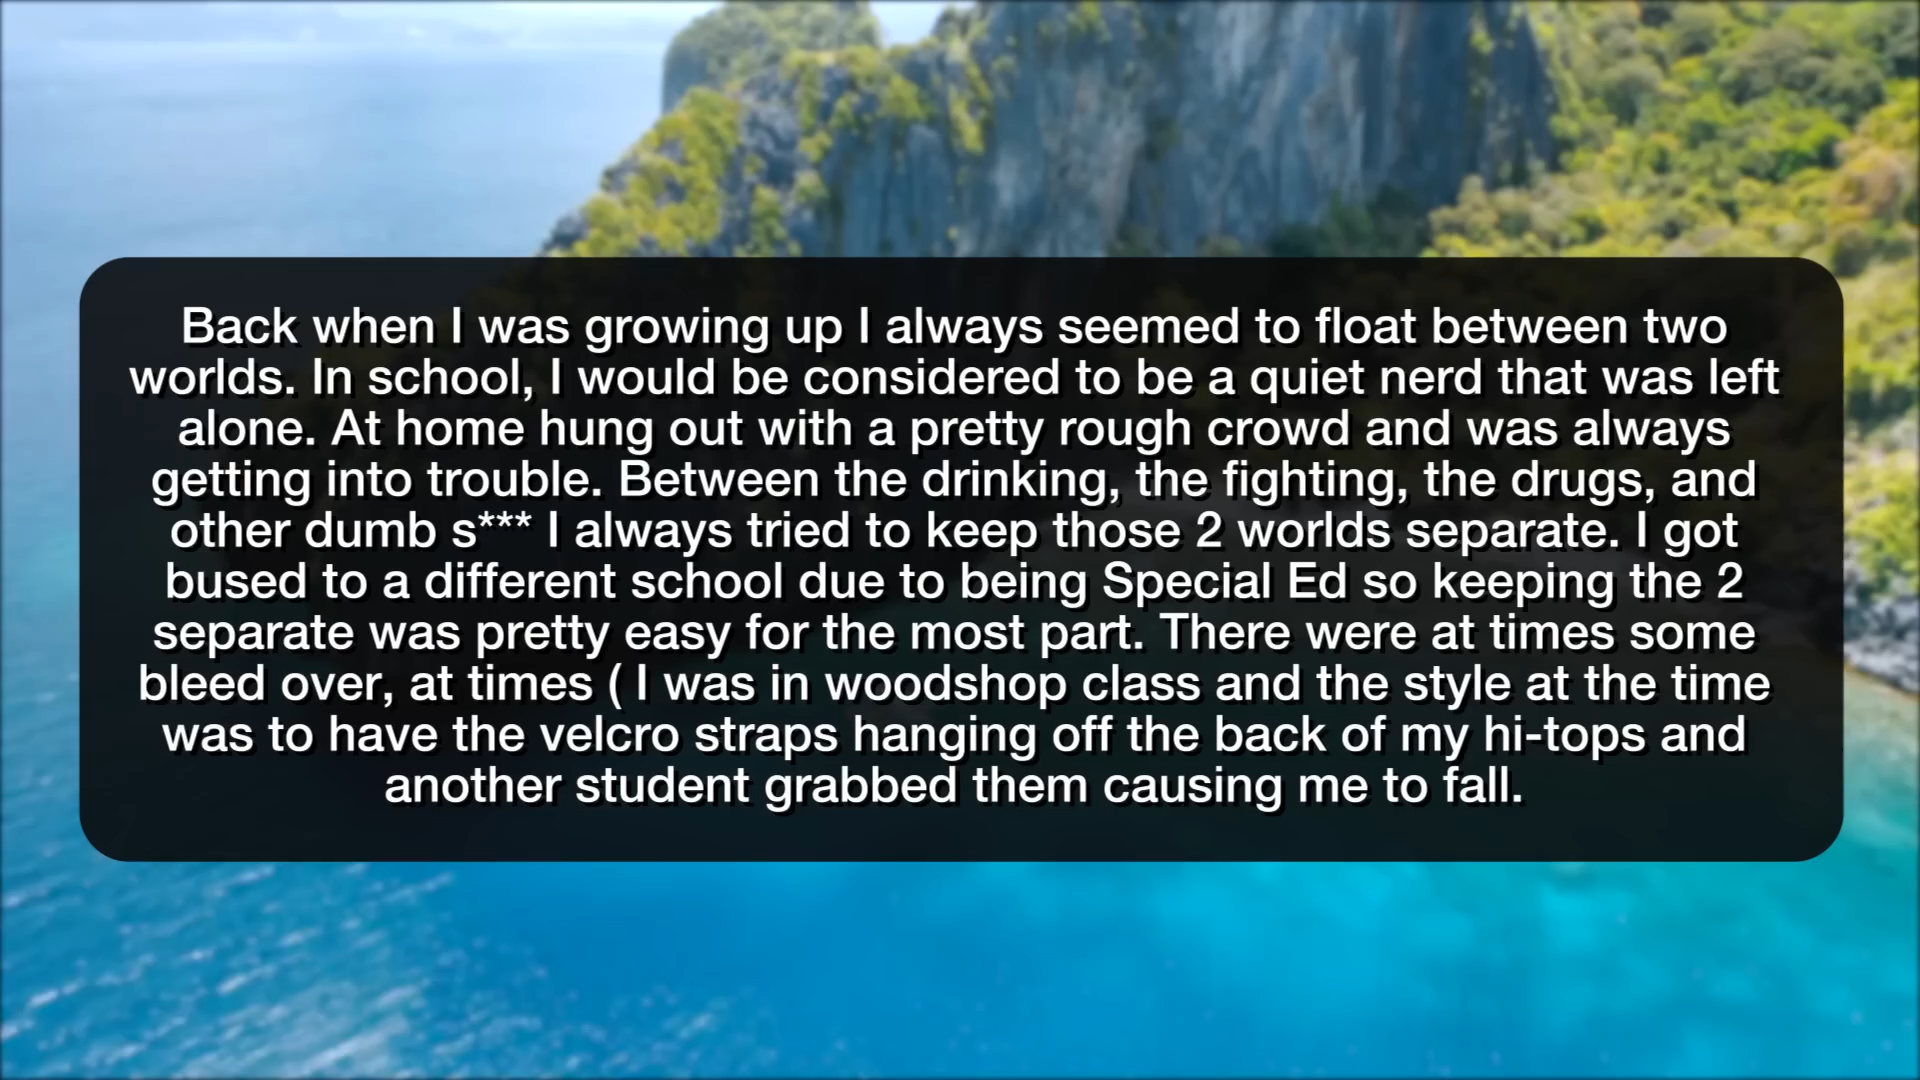 Back when I was growing up I always seemed to float between two
worlds. In school, I would be considered to be a quiet nerd that was left
alone. At home hung out with a pretty rough crowd and was always
getting into trouble. Between the drinking, the fighting, the drugs, and
other dumb s*** I always tried to keep those 2 worlds separate. I got
bused to a different school due to being Special Ed so keeping the 2
separate was pretty easy for the most part. There were at times some
bleed over, at times ( I was in woodshop class and the style at the time
was to have the velcro straps hanging off the back of my hi-tops and
another student grabbed them causing me to fall.